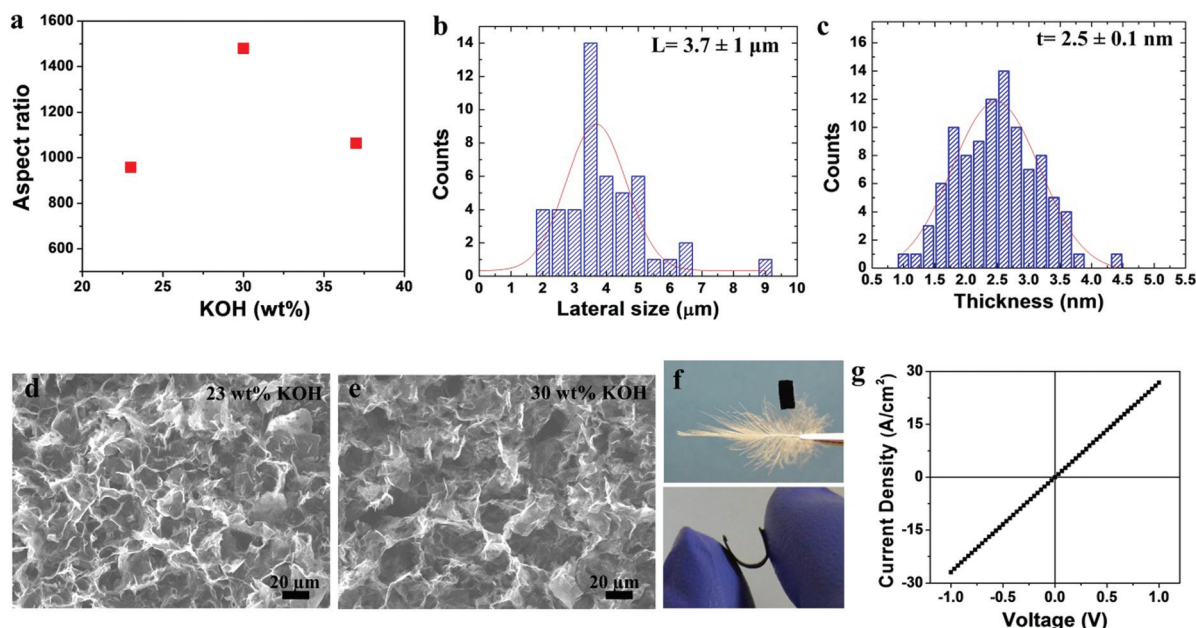 a
1600
1400
1200
1000
800
600
20 25 30 35 40
KOH (wt%)
Aspect ratio
b
L= 3.7 ± 1 μm
14
12
10
8
6
4
2
0
0 1 2 3 4 5 6 7 8 9 10
Lateral size (μm)
Counts
c
t= 2.5 ± 0.1 nm
16
14
12
10
8
6
4
2
0
0.5 1.0 1.5 2.0 2.5 3.0 3.5 4.0 4.5 5.0 5.5
Thickness (nm)
Counts
d
23 wt% KOH
20 μm
e
30 wt% KOH
20 μm
f
g
30
15
0
-15
-30
-1.0 -0.5 0.0 0.5 1.0
Voltage (V)
Current Density (A/cm²)